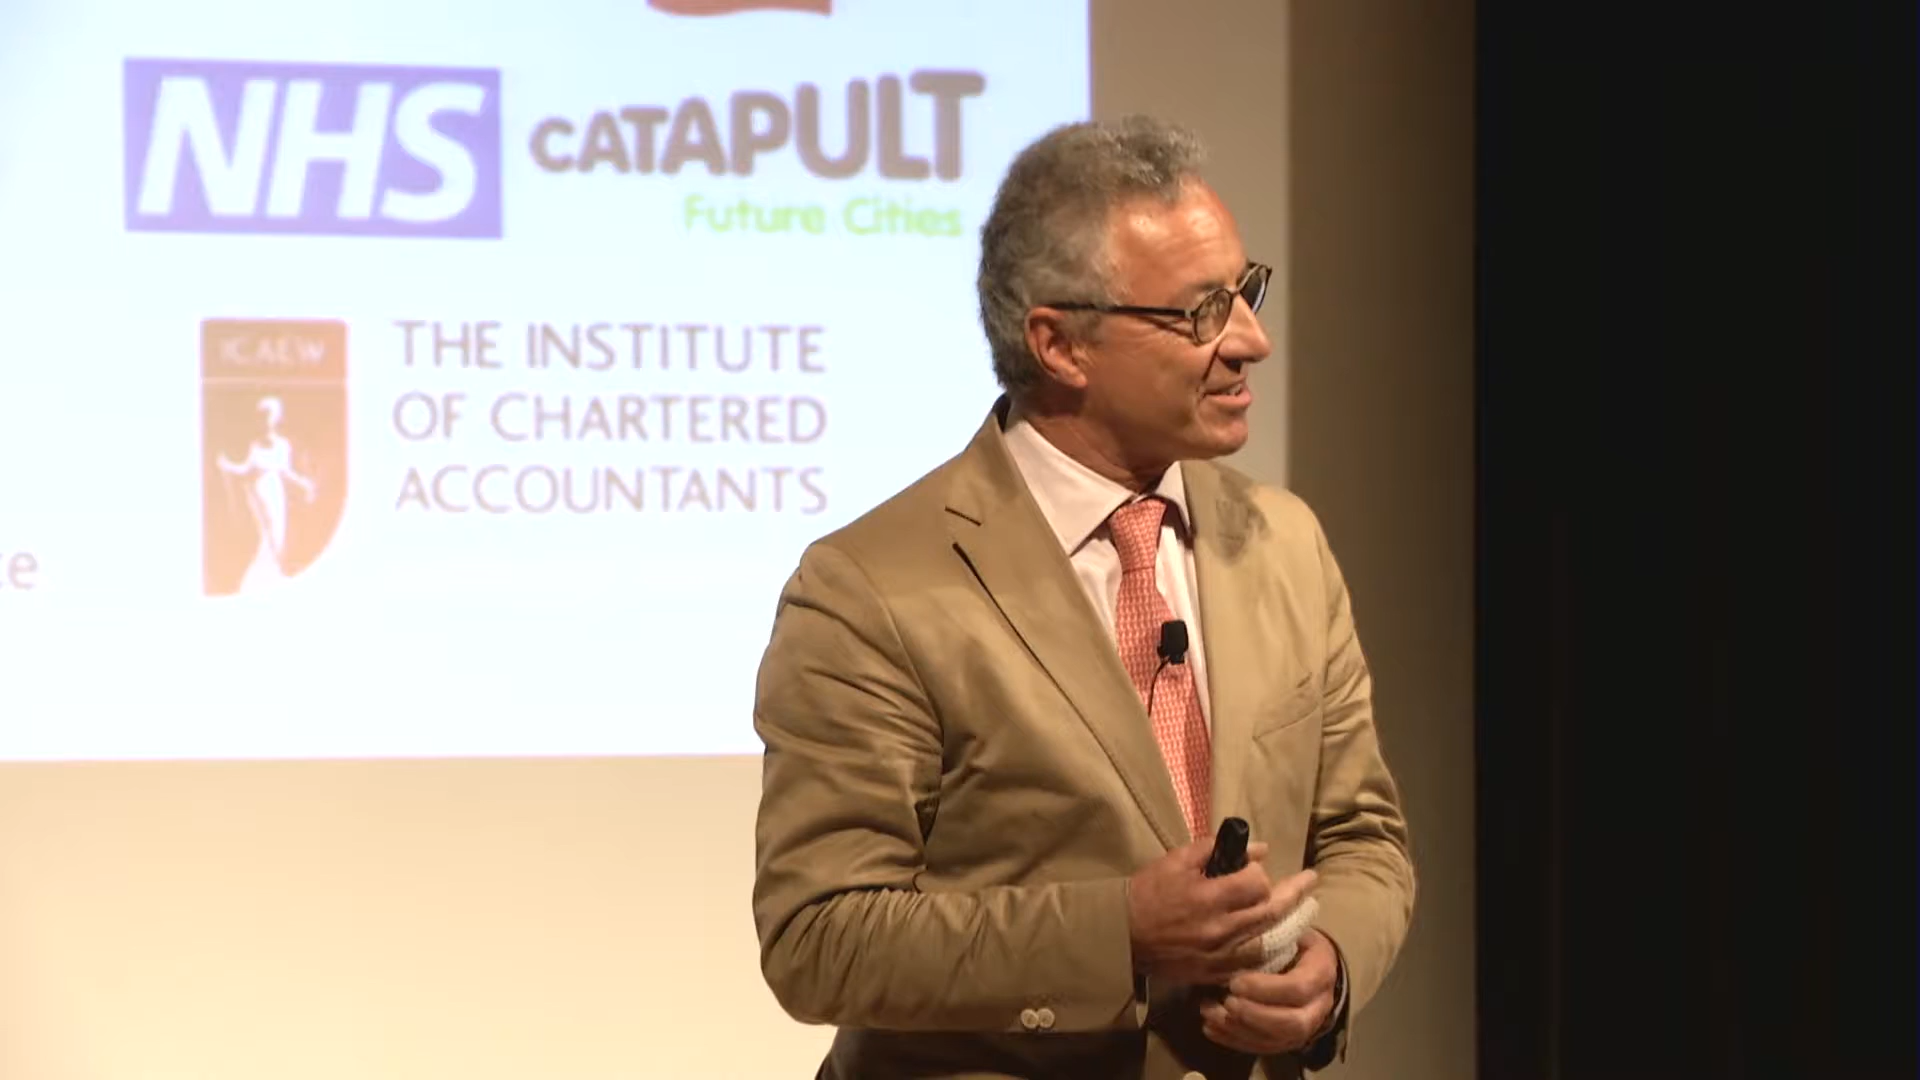 NHS
CATAPULT
Future Cities
ICAEW
THE INSTITUTE
OF CHARTERED
ACCOUNTANTS